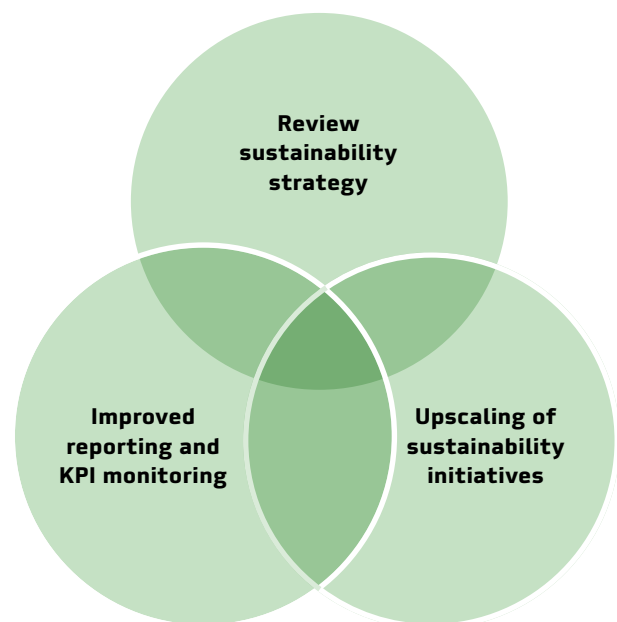 Review
sustainability
strategy
Improved
reporting and
KPI monitoring
Upscaling of
sustainability
initiatives